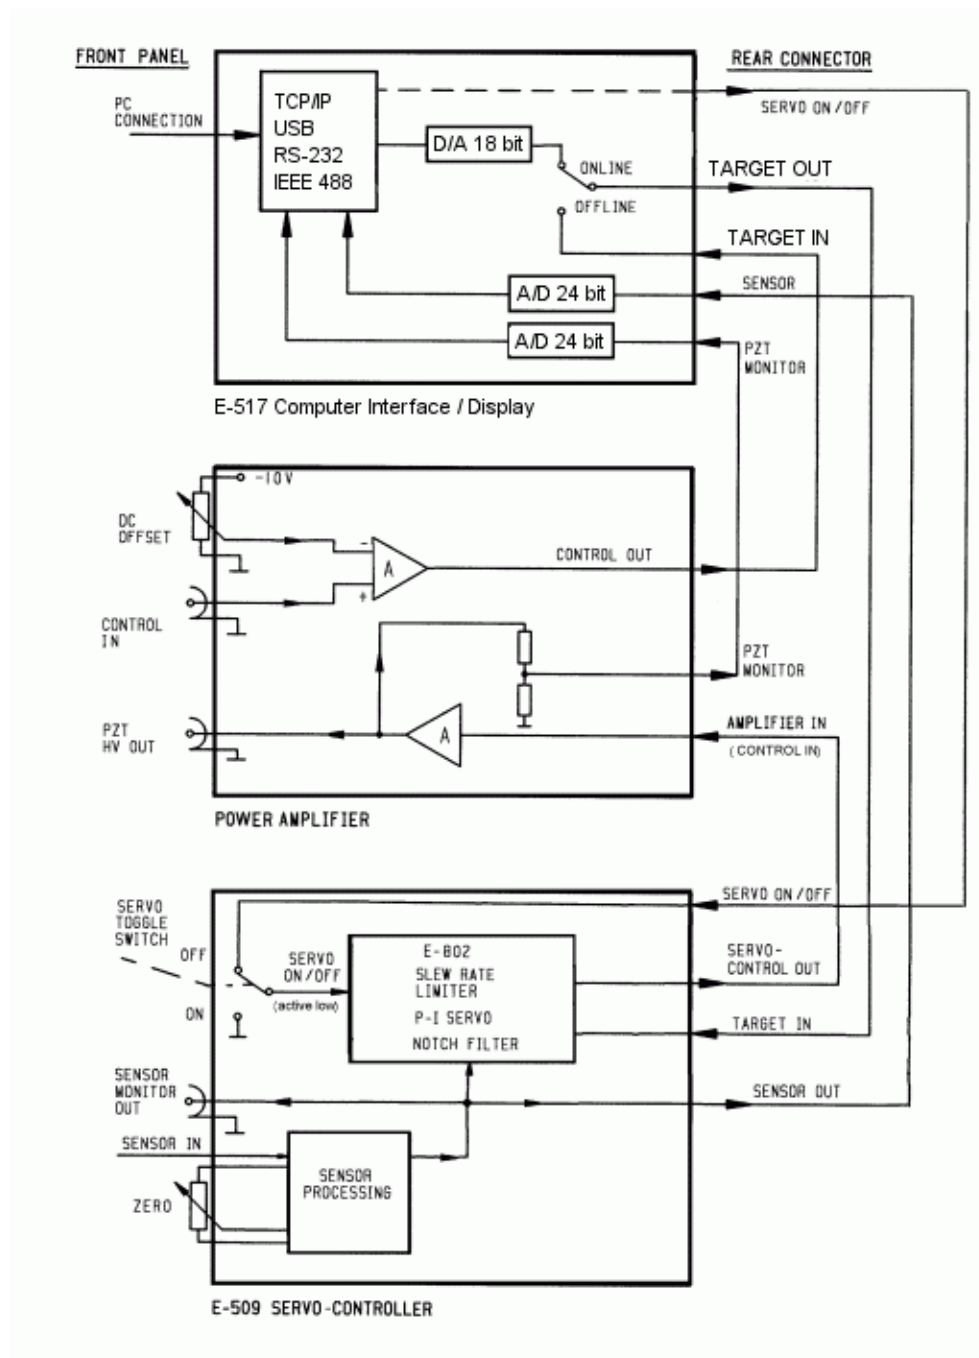 FRONT PANEL
REAR CONNECTOR
PC
CONNECTION
TCP/IP
USB
RS-232
IEEE 488
D/A 18 bit
ONLINE
OFFLINE
SERVO ON/OFF
TARGET OUT
TARGET IN
A/D 24 bit
SENSOR
A/D 24 bit
PZT
MONITOR
E-517 Computer Interface / Display
-10V
DC
OFFSET
-
A
+
CONTROL OUT
CONTROL
IN
PZT
MONITOR
PZT
HV OUT
A
AMPLIFIER IN
(CONTROL IN)
POWER AMPLIFIER
SERVO
TOGGLE
SWITCH
OFF
ON
SERVO
ON/OFF
(active low)
E-802
SLEW RATE
LIMITER
P-I SERVO
NOTCH FILTER
SERVO ON/OFF
SERVO-
CONTROL OUT
TARGET IN
SENSOR
MONITOR
OUT
SENSOR OUT
SENSOR IN
ZERO
SENSOR
PROCESSING
E-509 SERVO-CONTROLLER